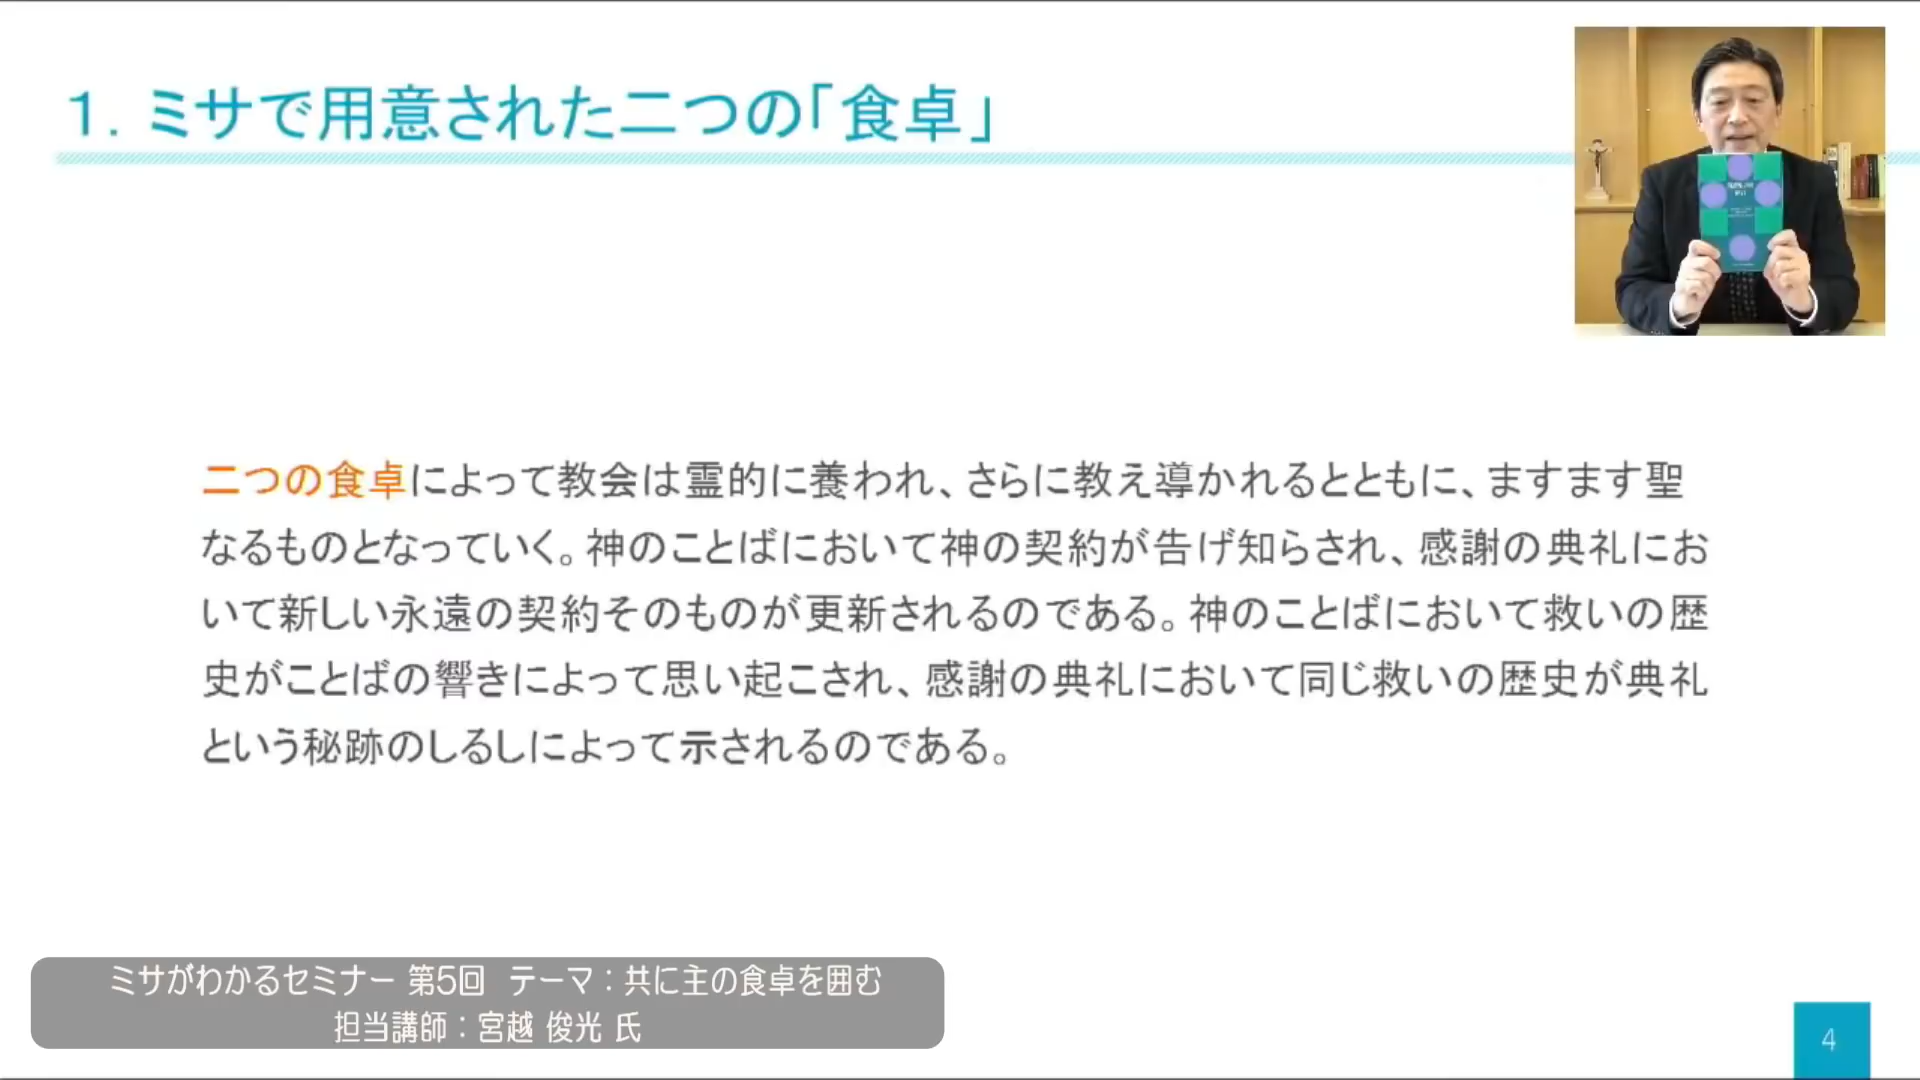 1. ミサで用意された二つの「食卓」
二つの食卓によって教会は霊的に養われ、さらに教え導かれるとともに、ますます聖
なるものとなっていく。神のことばにおいて神の契約が告げ知らされ、感謝の典礼にお
いて新しい永遠の契約そのものが更新されるのである。神のことばにおいて救いの歴
史がことばの響きによって思い起こされ、感謝の典礼において同じ救いの歴史が典礼
という秘跡のしるしによって示されるのである。
ミサがわかるセミナー 第5回 テーマ：共に主の食卓を囲む
担当講師：宮越 俊光 氏
4